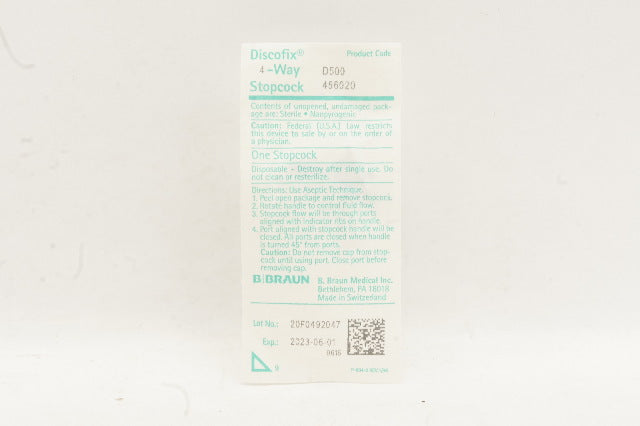 Discofix® Product Code
4 -Way D500
Stopcock 456020
Contents of unopened, undamaged pack-
age are: Sterile • Nonpyrogenic
Caution: Federal (U.S.A.) Law restricts
this device to sale by or on the order of
a physician.
One Stopcock
Disposable - Destroy after single use. Do
not clean or resterilize.
Directions: Use Aseptic Technique.
1. Peel open package and remove stopcock.
2. Rotate handle to control fluid flow.
3. Stopcock flow will be through ports
aligned with indicator ribs on handle.
4. Port aligned with stopcock handle will be
closed. All ports are closed when handle
is turned 45° from ports.
Caution: Do not remove cap from stop-
cock until using port. Close port before
removing cap.
B|BRAUN B. Braun Medical Inc.
Bethlehem, PA 18018
Made in Switzerland
Lot No.: 20F0492047
Exp.: 2023-06-01
0615
9